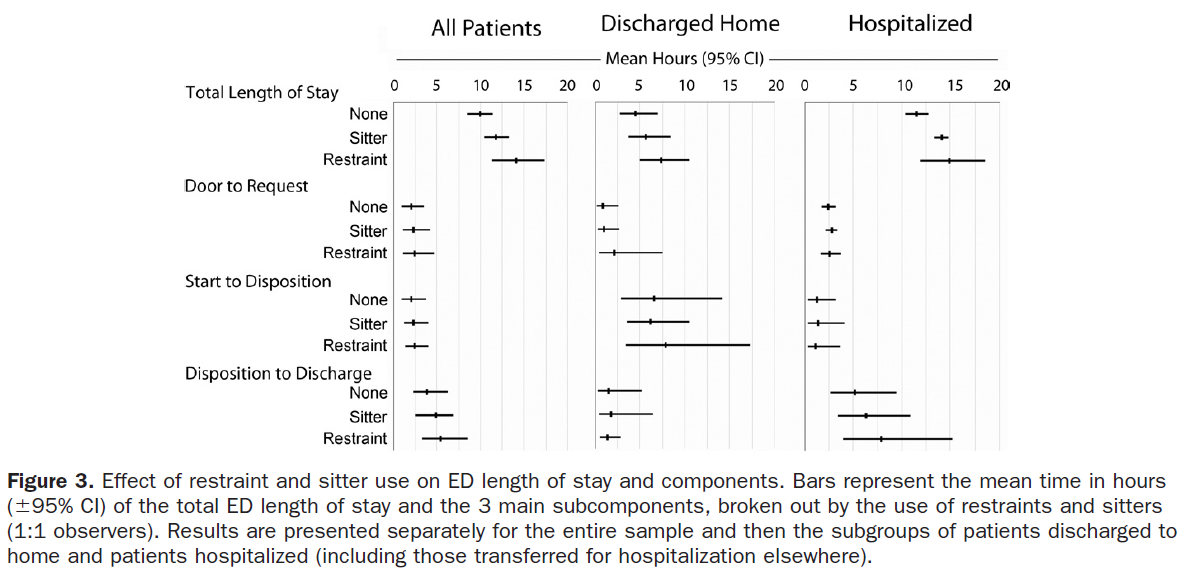 All Patients Discharged Home Hospitalized
Mean Hours (95% CI)
0 5 10 15 20 0 5 10 15 20 0 5 10 15 20
Total Length of Stay
None
Sitter
Restraint
Door to Request
None
Sitter
Restraint
Start to Disposition
None
Sitter
Restraint
Disposition to Discharge
None
Sitter
Restraint
Figure 3. Effect of restraint and sitter use on ED length of stay and components. Bars represent the mean time in hours
(±95% CI) of the total ED length of stay and the 3 main subcomponents, broken out by the use of restraints and sitters
(1:1 observers). Results are presented separately for the entire sample and then the subgroups of patients discharged to
home and patients hospitalized (including those transferred for hospitalization elsewhere).